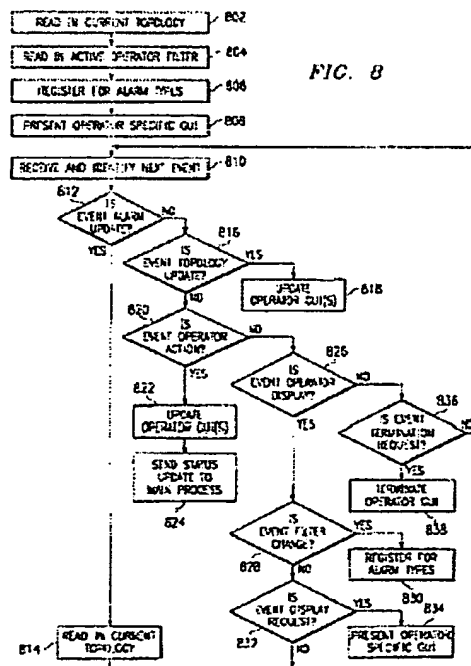 READ IN CURRENT TOPOLOGY
802
READ IN ACTIVE OPERATOR FILTER
804
FIG. 8
REGISTER FOR ALARM TYPES
806
PRESENT OPERATOR SPECIFIC GUI
808
RECEIVE AND IDENTIFY NEXT EVENT
810
812
IS
EVENT ALARM
UPDATE?
NO
YES
816
IS
EVENT TOPOLOGY
UPDATE?
YES
NO
UPDATE
OPERATOR GUI(S)
818
820
IS
EVENT OPERATOR
ACTION?
NO
YES
826
IS
EVENT OPERATOR
DISPLAY?
NO
YES
822
UPDATE
OPERATOR GUI(S)
SEND STATUS
UPDATE TO
MAIN PROCESS
824
836
IS EVENT
TERMINATION
REQUEST?
YES
TERMINATE
OPERATOR GUI
838
IS
EVENT FILTER
CHANGE?
YES
828
NO
REGISTER FOR
ALARM TYPES
830
IS
EVENT DISPLAY
REQUEST?
YES
832
NO
834
PRESENT OPERATOR
SPECIFIC GUI
814
READ IN CURRENT
TOPOLOGY